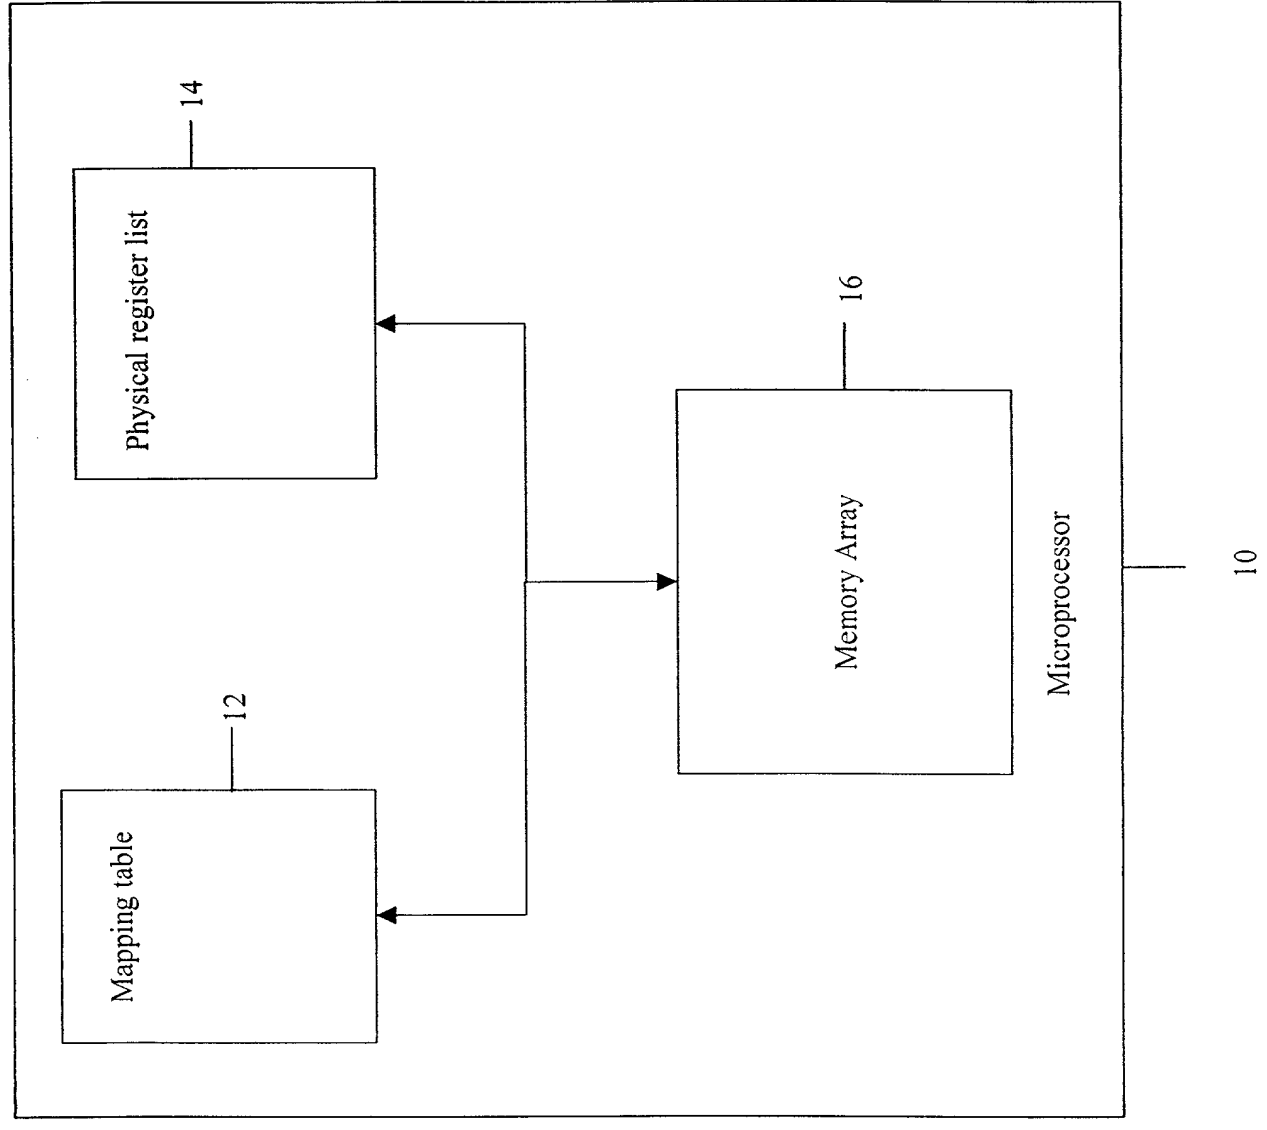 Mapping table
12
Physical register list
14
Memory Array
16
Microprocessor
10